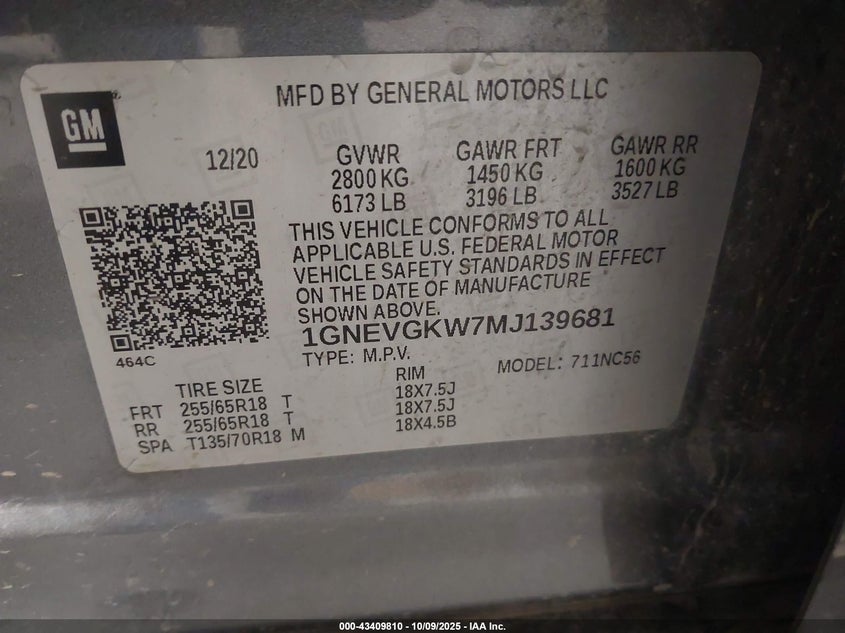 GM
MFD BY GENERAL MOTORS LLC
12/20
GVWR
2800 KG
6173 LB
GAWR FRT
1450 KG
3196 LB
GAWR RR
1600 KG
3527 LB
THIS VEHICLE CONFORMS TO ALL
APPLICABLE U.S. FEDERAL MOTOR
VEHICLE SAFETY STANDARDS IN EFFECT
ON THE DATE OF MANUFACTURE
SHOWN ABOVE.
1GNEVGKW7MJ139681
464C
TYPE: M.P.V.
MODEL: 711NC56
TIRE SIZE RIM
FRT 255/65R18 T 18X7.5J
RR 255/65R18 T 18X7.5J
SPA T135/70R18 M 18X4.5B
000-43409810 - 10/09/2025 - IAA Inc.